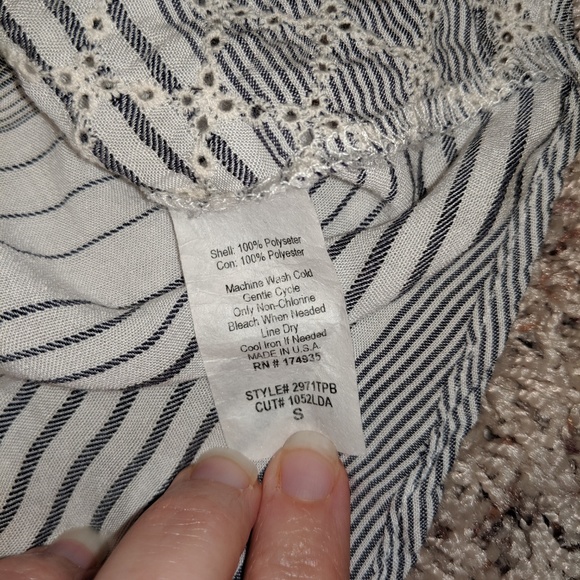 Shell: 100% Polyseter
Con: 100% Polyester
Machine Wash Cold
Gentle Cycle
Only Non-Chlorine
Bleach When Needed
Line Dry
Cool Iron If Needed
MADE IN U.S.A.
RN # 174935
STYLE# 2971TPB
CUT# 1052LDA
S